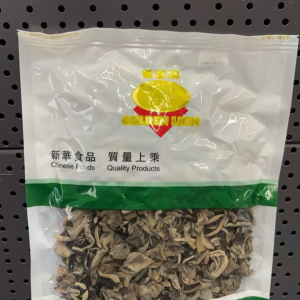 GOLDEN LION
新華食品 質量上乘
Chinese Foods Quality Products